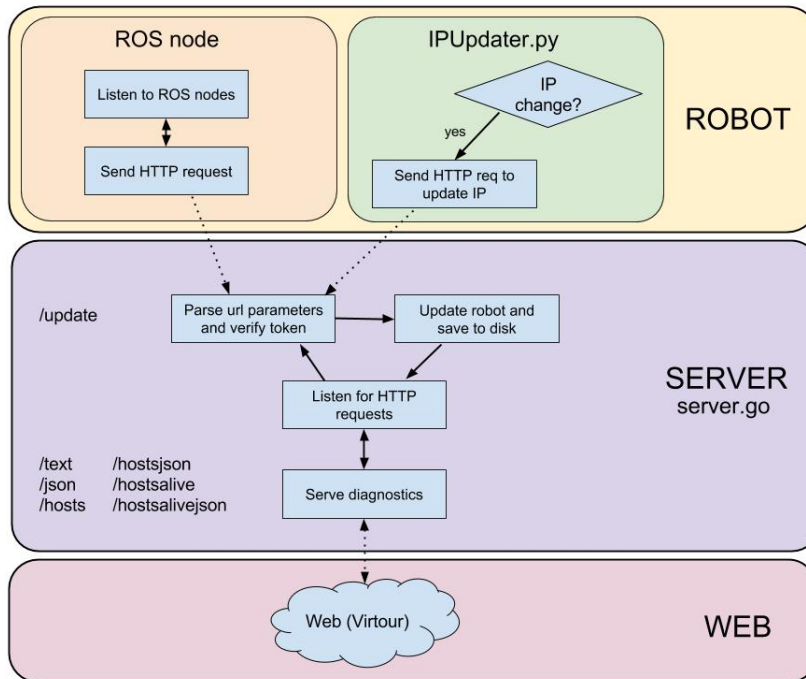 ROS node
Listen to ROS nodes
Send HTTP request
IPUpdater.py
IP
change?
yes
Send HTTP req to
update IP
ROBOT
/update
Parse url parameters
and verify token
Update robot and
save to disk
Listen for HTTP
requests
SERVER
server.go
/text /hostsjson
/json /hostsalive
/hosts /hostsalivejson
Serve diagnostics
Web (Virtour)
WEB